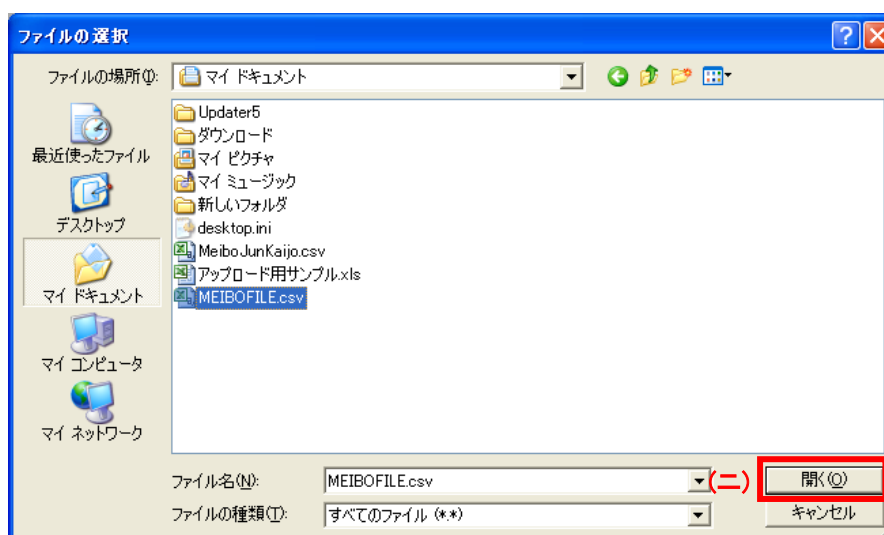 ファイルの選択
ファイルの場所(I):
マイ ドキュメント
最近使ったファイル
デスクトップ
マイ ドキュメント
マイ コンピュータ
マイ ネットワーク
Updater5
ダウンロード
マイ ピクチャ
マイ ミュージック
新しいフォルダ
desktop.ini
MeiboJunKaijo.csv
アップロード用サンプル.xls
MEIBOFILE.csv
ファイル名(N):
MEIBOFILE.csv
(ニ)
開く(O)
ファイルの種類(T):
すべてのファイル (*.*)
キャンセル